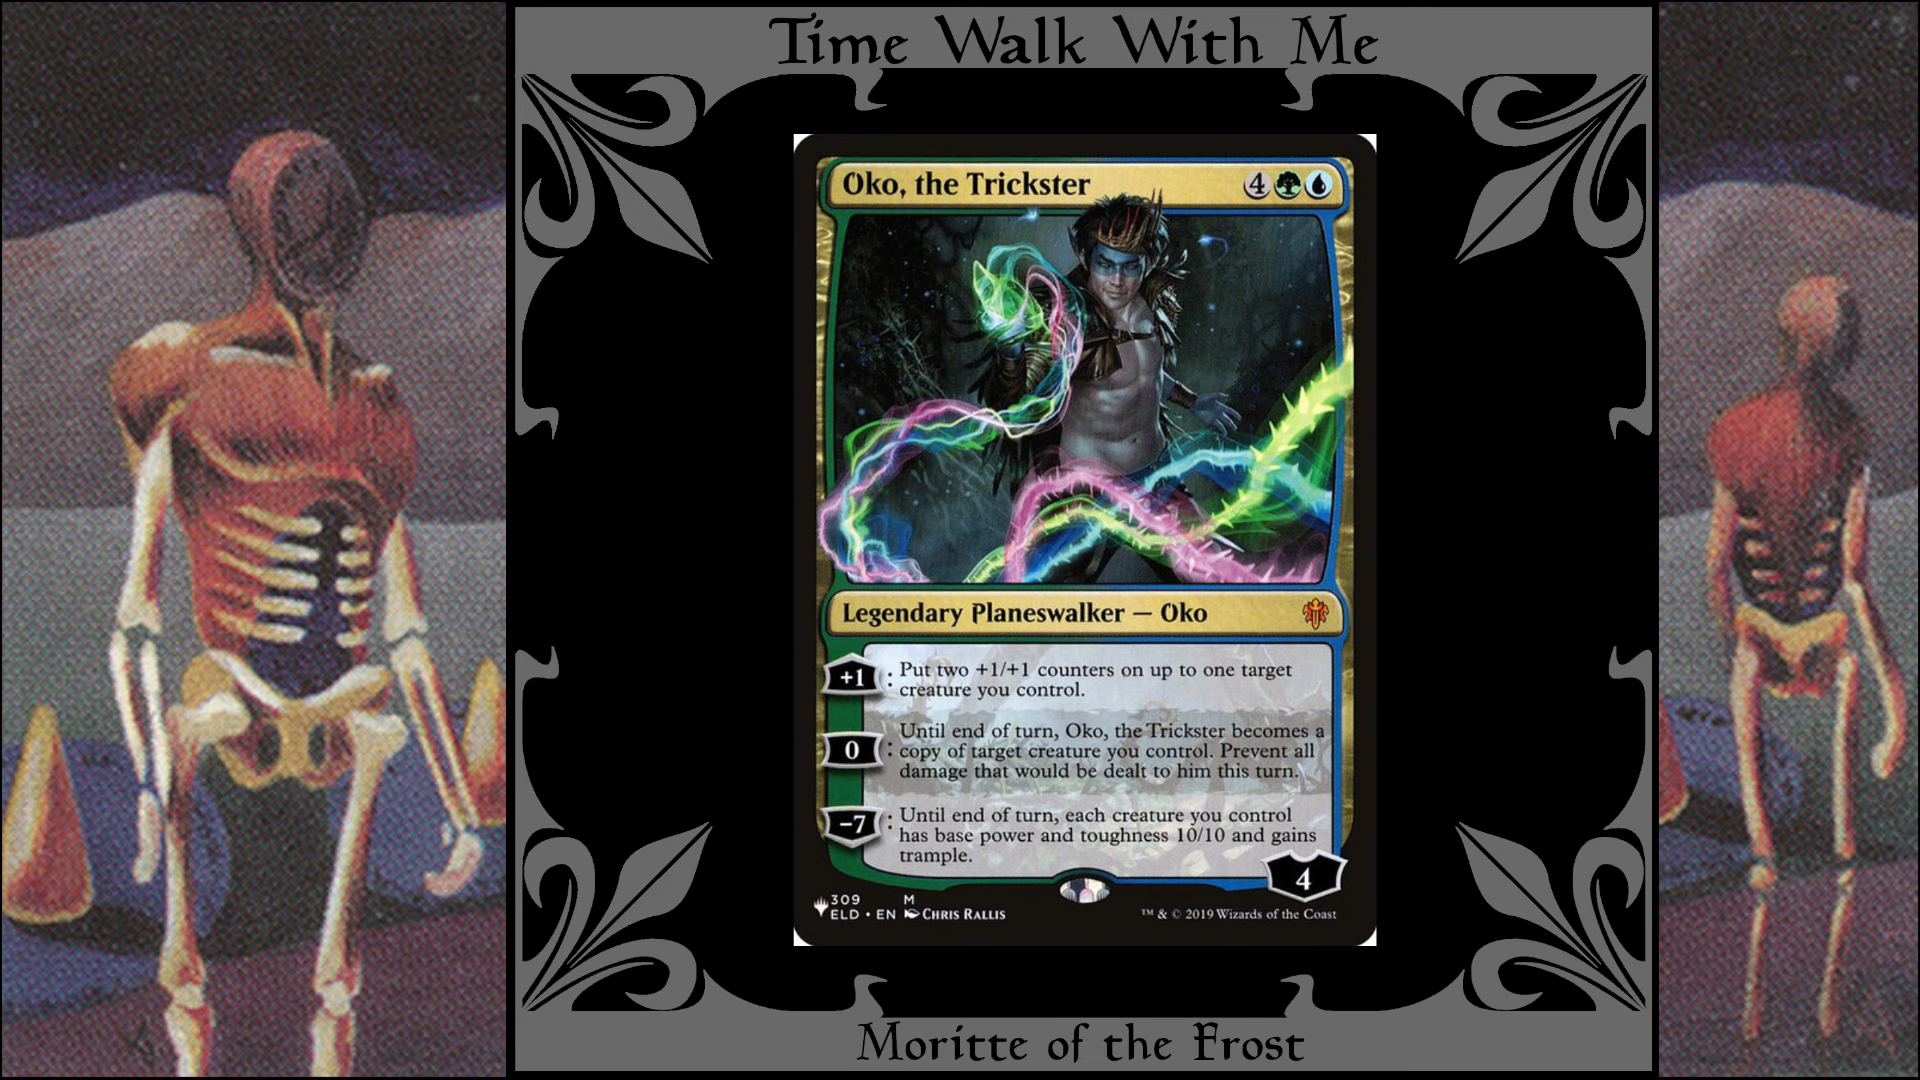 Time Walk With Me
Oko, the Trickster 4
Legendary Planeswalker — Oko
+1 : Put two +1/+1 counters on up to one target
creature you control.
0 : Until end of turn, Oko, the Trickster becomes a
copy of target creature you control. Prevent all
damage that would be dealt to him this turn.
−7 : Until end of turn, each creature you control
has base power and toughness 10/10 and gains
trample.
4
309 M
ELD • EN Chris Rallis
™ & © 2019 Wizards of the Coast
Moritte of the Frost